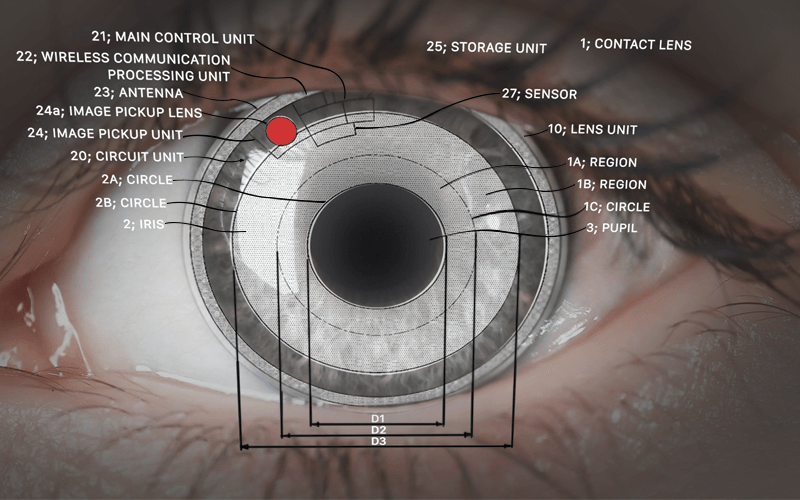 21; MAIN CONTROL UNIT
22; WIRELESS COMMUNICATION
PROCESSING UNIT
23; ANTENNA
24a; IMAGE PICKUP LENS
24; IMAGE PICKUP UNIT
20; CIRCUIT UNIT
2A; CIRCLE
2B; CIRCLE
2; IRIS
25; STORAGE UNIT
1; CONTACT LENS
27; SENSOR
10; LENS UNIT
1A; REGION
1B; REGION
1C; CIRCLE
3; PUPIL
D1
D2
D3